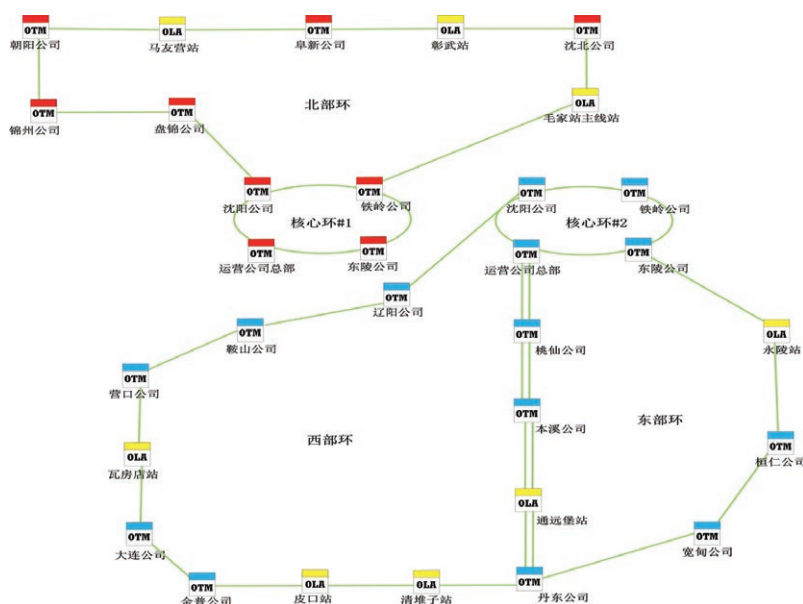 OTM
朝阳公司
OLA
马友营站
OTM
阜新公司
OLA
彰武站
OTM
沈北公司
北部环
OTM
锦州公司
OTM
盘锦公司
OLA
毛家站主线站
OTM
沈阳公司
OTM
铁岭公司
核心环#1
OTM
运营公司总部
OTM
东陵公司
OTM
沈阳公司
OTM
铁岭公司
核心环#2
OTM
运营公司总部
OTM
东陵公司
OTM
辽阳公司
OTM
鞍山公司
OTM
桃仙公司
OLA
永陵站
OTM
营口公司
OTM
本溪公司
西部环
东部环
OLA
瓦房店站
OTM
桓仁公司
OLA
通远堡站
OTM
大连公司
OTM
宽甸公司
OTM
金普公司
OLA
皮口站
OLA
清堆子站
OTM
丹东公司